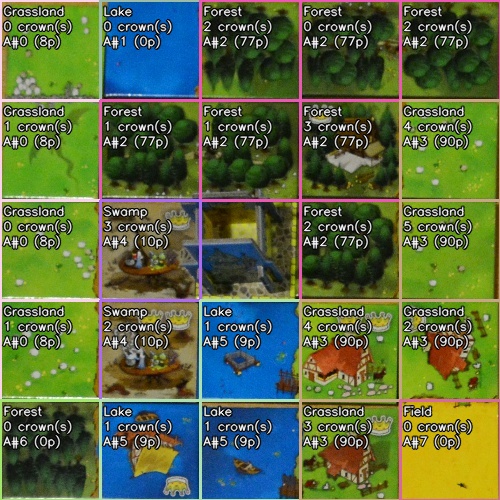 Grassland
0 crown(s)
A#0 (8p)
Lake
0 crown(s)
A#1 (0p)
Forest
2 crown(s)
A#2 (77p)
Forest
0 crown(s)
A#2 (77p)
Forest
2 crown(s)
A#2 (77p)
Grassland
1 crown(s)
A#0 (8p)
Forest
1 crown(s)
A#2 (77p)
Forest
1 crown(s)
A#2 (77p)
Forest
3 crown(s)
A#2 (77p)
Grassland
4 crown(s)
A#3 (90p)
Grassland
0 crown(s)
A#0 (8p)
Swamp
3 crown(s)
A#4 (10p)
Forest
2 crown(s)
A#2 (77p)
Grassland
5 crown(s)
A#3 (90p)
Grassland
1 crown(s)
A#0 (8p)
Swamp
2 crown(s)
A#4 (10p)
Lake
1 crown(s)
A#5 (9p)
Grassland
4 crown(s)
A#3 (90p)
Grassland
2 crown(s)
A#3 (90p)
Forest
0 crown(s)
A#6 (0p)
Lake
1 crown(s)
A#5 (9p)
Lake
1 crown(s)
A#5 (9p)
Grassland
3 crown(s)
A#3 (90p)
Field
0 crown(s)
A#7 (0p)